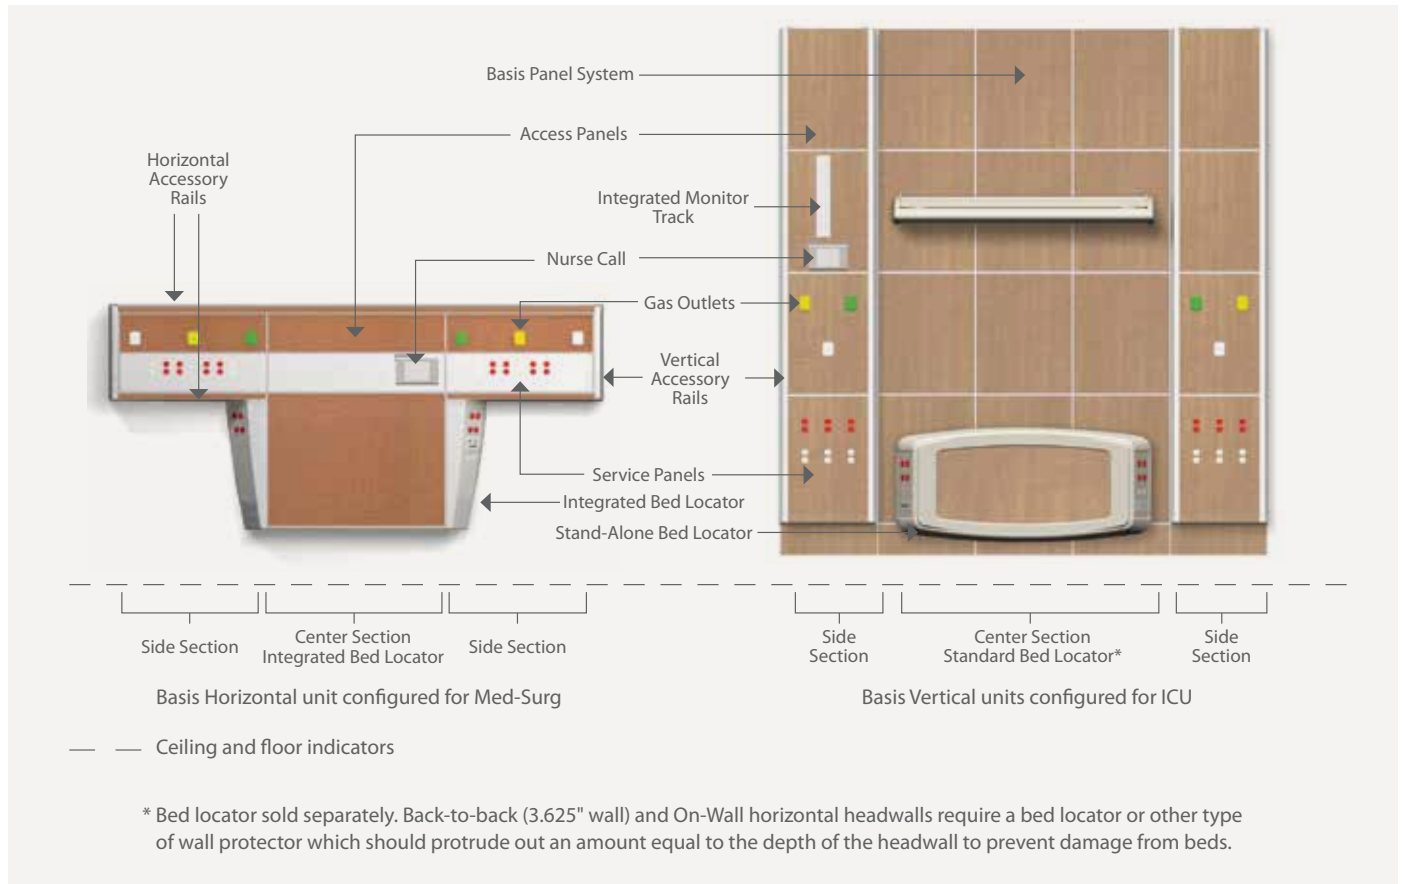 Basis Panel System
Access Panels
Horizontal
Accessory
Rails
Integrated Monitor
Track
Nurse Call
Gas Outlets
Vertical
Accessory
Rails
Service Panels
Integrated Bed Locator
Stand-Alone Bed Locator
Side Section
Center Section
Integrated Bed Locator
Side Section
Side
Section
Center Section
Standard Bed Locator*
Side
Section
Basis Horizontal unit configured for Med-Surg
Basis Vertical units configured for ICU
Ceiling and floor indicators
* Bed locator sold separately. Back-to-back (3.625" wall) and On-Wall horizontal headwalls require a bed locator or other type
of wall protector which should protrude out an amount equal to the depth of the headwall to prevent damage from beds.